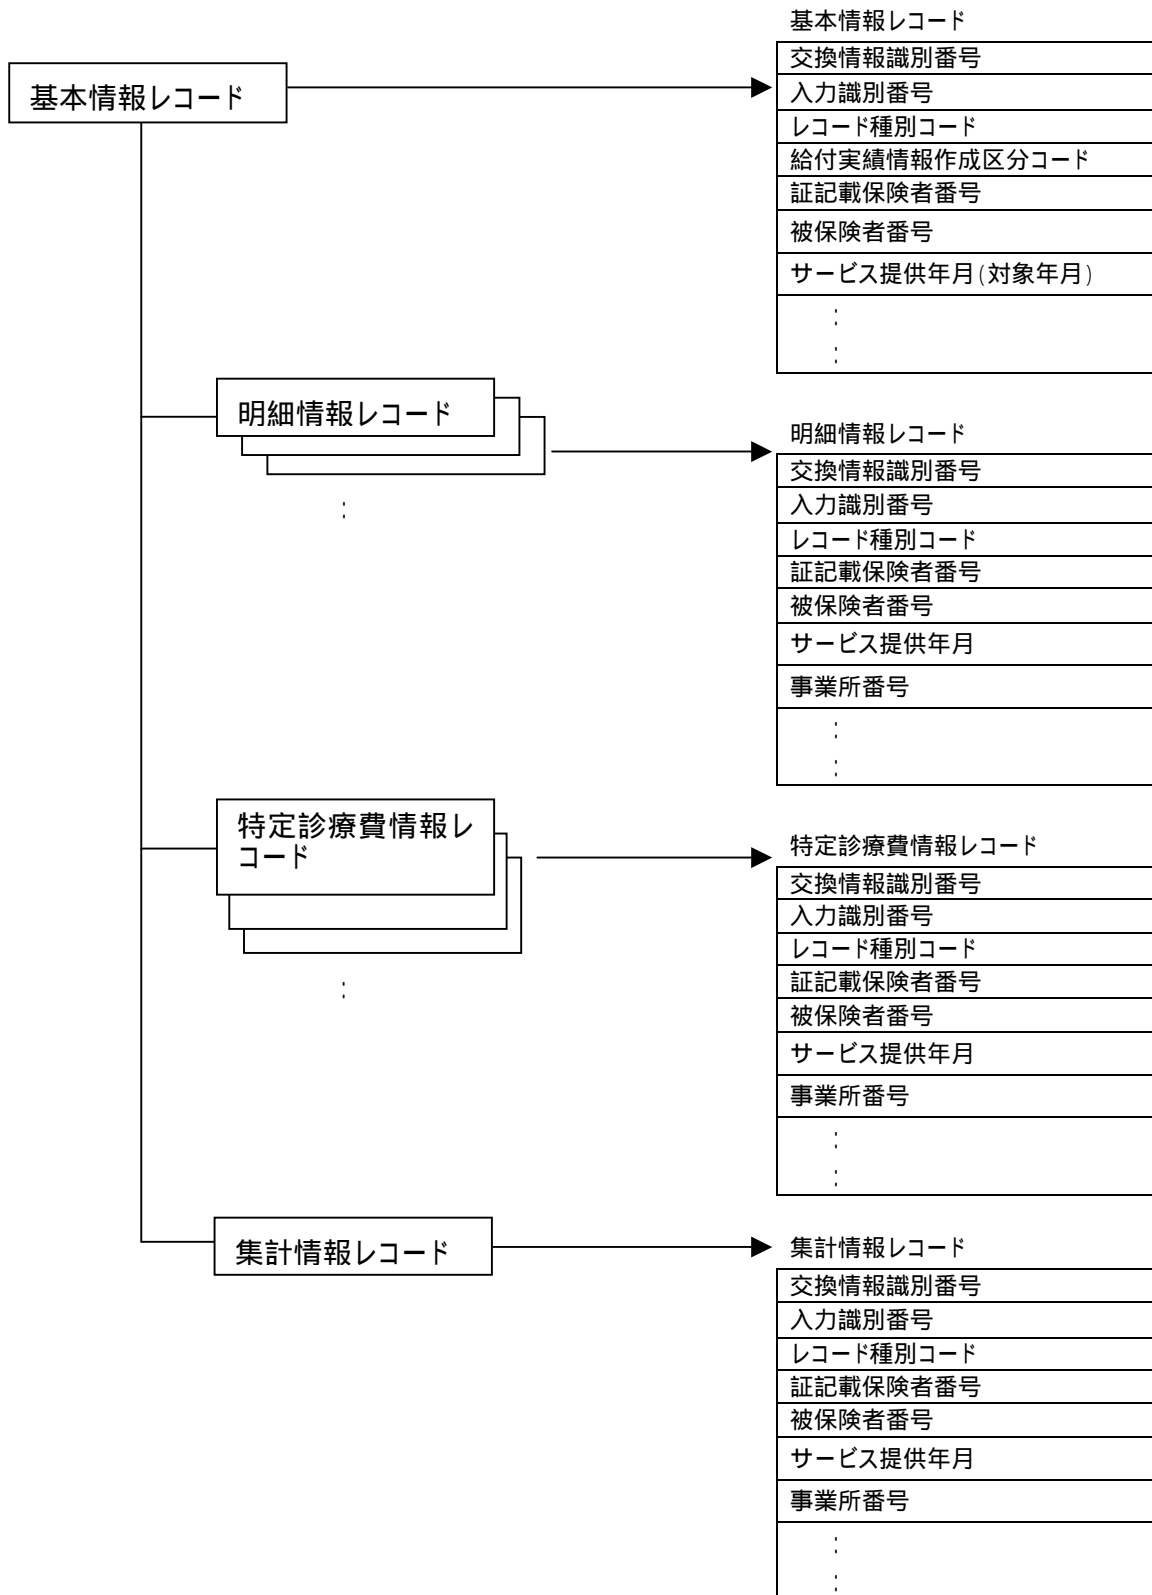 基本情報レコード
基本情報レコード
交換情報識別番号
入力識別番号
レコード種別コード
給付実績情報作成区分コード
証記載保険者番号
被保険者番号
サービス提供年月(対象年月)
:
:
明細情報レコード
:
明細情報レコード
交換情報識別番号
入力識別番号
レコード種別コード
証記載保険者番号
被保険者番号
サービス提供年月
事業所番号
:
:
特定診療費情報レ
コード
:
特定診療費情報レコード
交換情報識別番号
入力識別番号
レコード種別コード
証記載保険者番号
被保険者番号
サービス提供年月
事業所番号
:
:
集計情報レコード
集計情報レコード
交換情報識別番号
入力識別番号
レコード種別コード
証記載保険者番号
被保険者番号
サービス提供年月
事業所番号
:
: